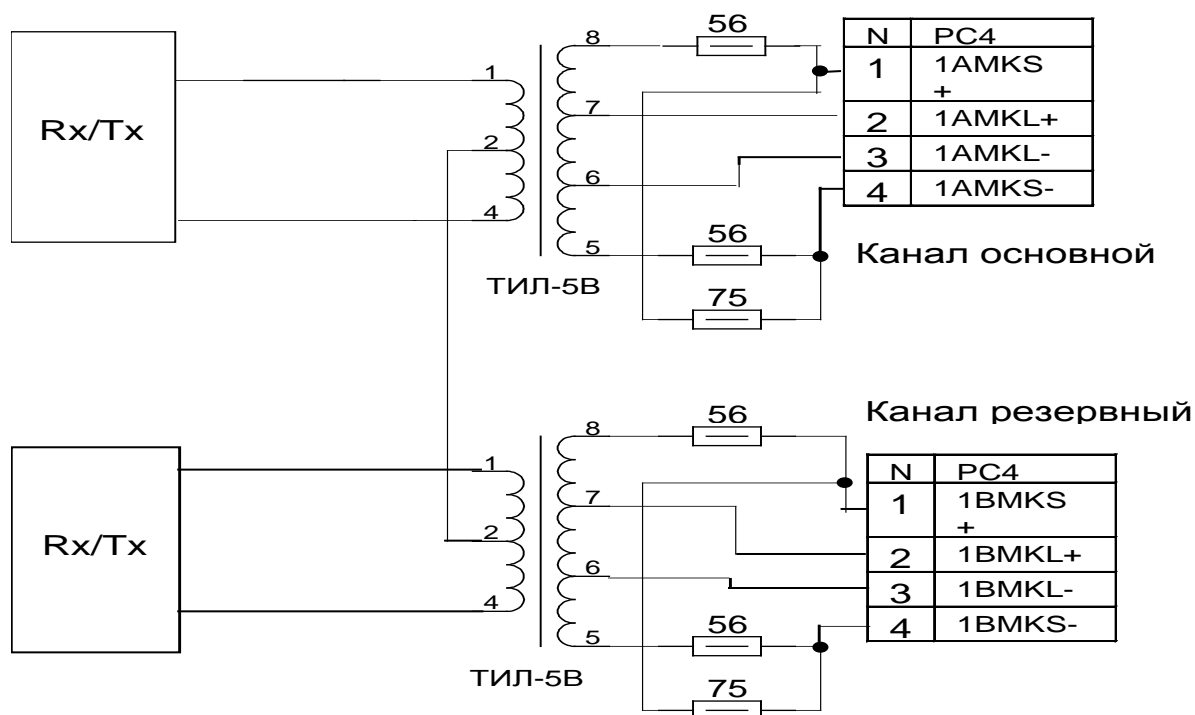 8
56
N PC4
1 1AMKS
+
1
7
2 1AMKL+
Rx/Tx
2
3 1AMKL-
6
4 1AMKS-
4
5
56
Канал основной
ТИЛ-5В
75
Канал резервный
8
56
N PC4
1
1 1BMKS
+
7
Rx/Tx
2
2 1BMKL+
6
3 1BMKL-
4
5
56
4 1BMKS-
ТИЛ-5В
75